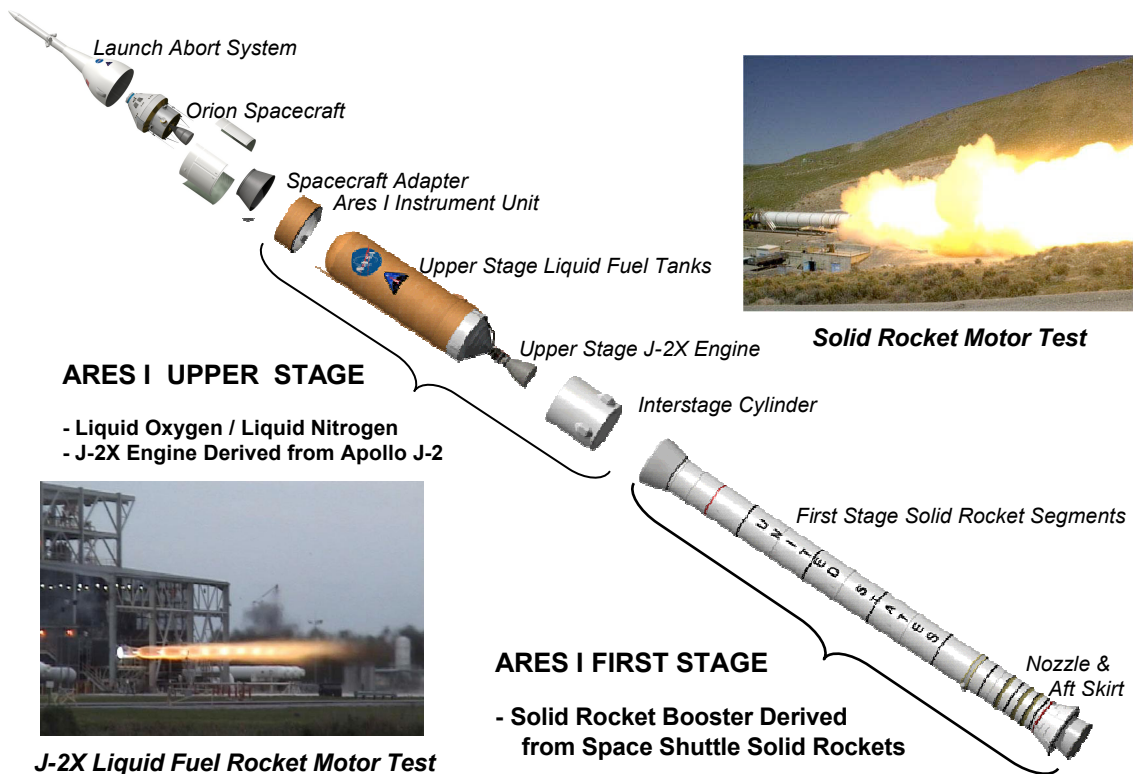 Launch Abort System
Orion Spacecraft
Spacecraft Adapter
Ares I Instrument Unit
Upper Stage Liquid Fuel Tanks
Solid Rocket Motor Test
Upper Stage J-2X Engine
ARES I  UPPER  STAGE
Interstage Cylinder
- Liquid Oxygen / Liquid Nitrogen
- J-2X Engine Derived from Apollo J-2
First Stage Solid Rocket Segments
UNITED STATES
ARES I FIRST STAGE
Nozzle &
Aft Skirt
- Solid Rocket Booster Derived
from Space Shuttle Solid Rockets
J-2X Liquid Fuel Rocket Motor Test